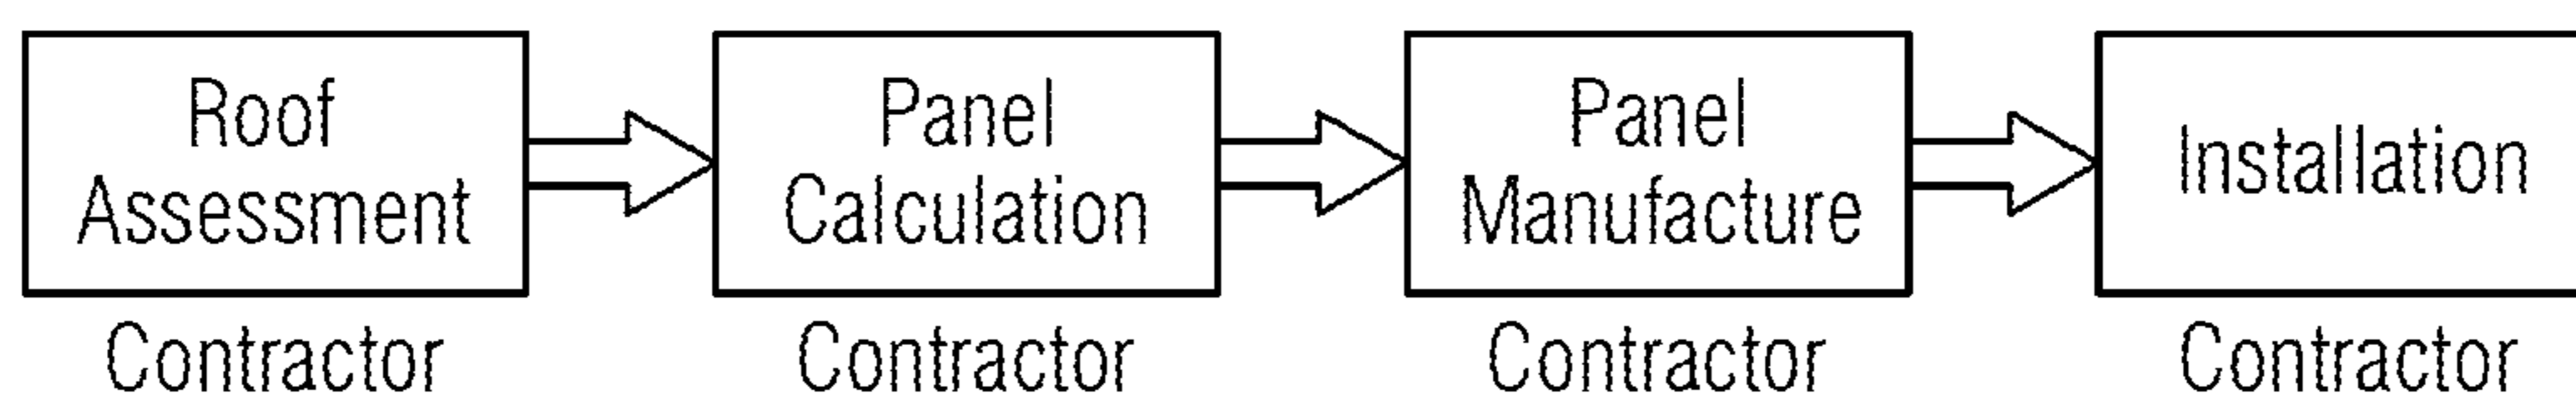 Roof
Assessment
Contractor
Panel
Calculation
Contractor
Panel
Manufacture
Contractor
Installation
Contractor